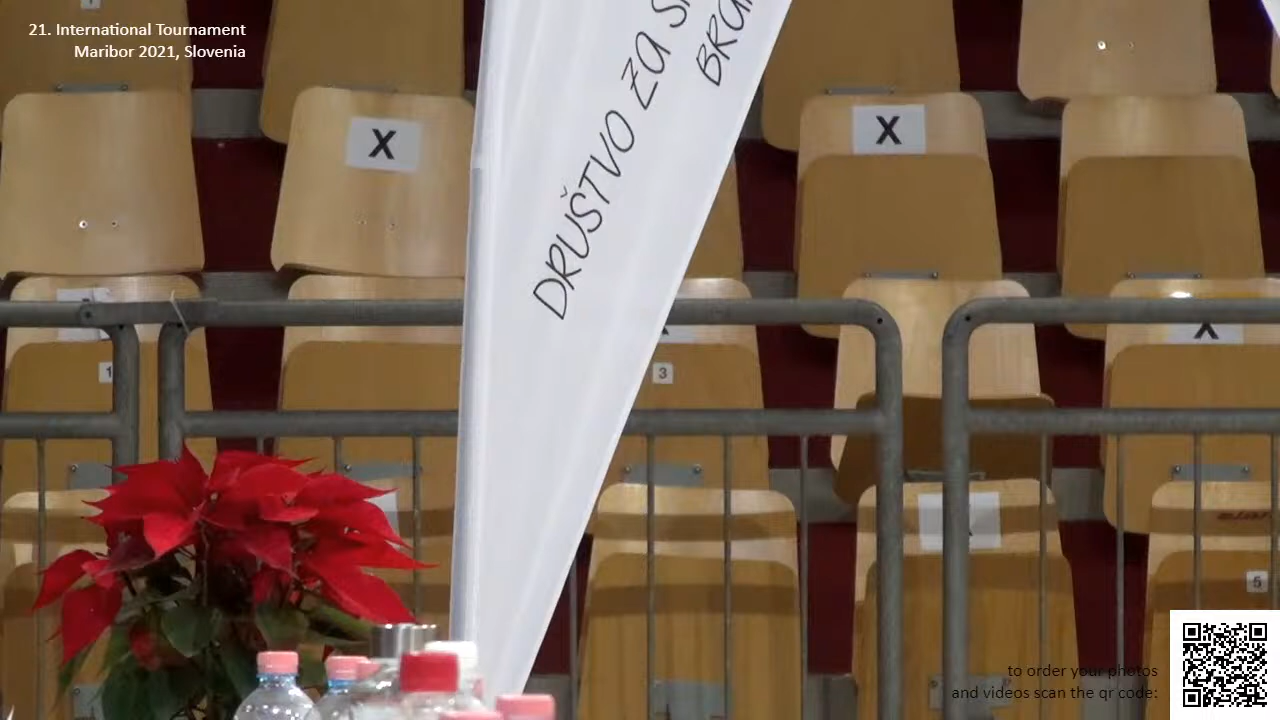 21. International Tournament
Maribor 2021, Slovenia
DRUŠTVO ZA
X
X
X
1
3
5
to order your photos
and videos scan the qr code: